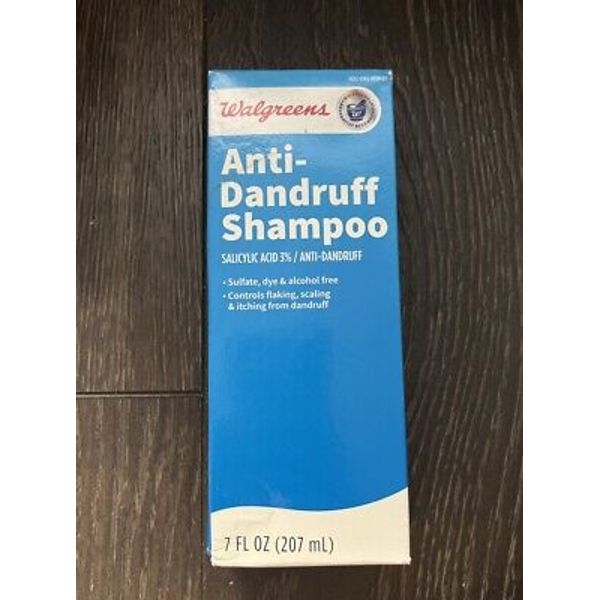 Walgreens
Anti-
Dandruff
Shampoo
SALICYLIC ACID 3% / ANTI-DANDRUFF
• Sulfate, dye & alcohol free
• Controls flaking, scaling
& itching from dandruff
7 FL OZ (207 mL)